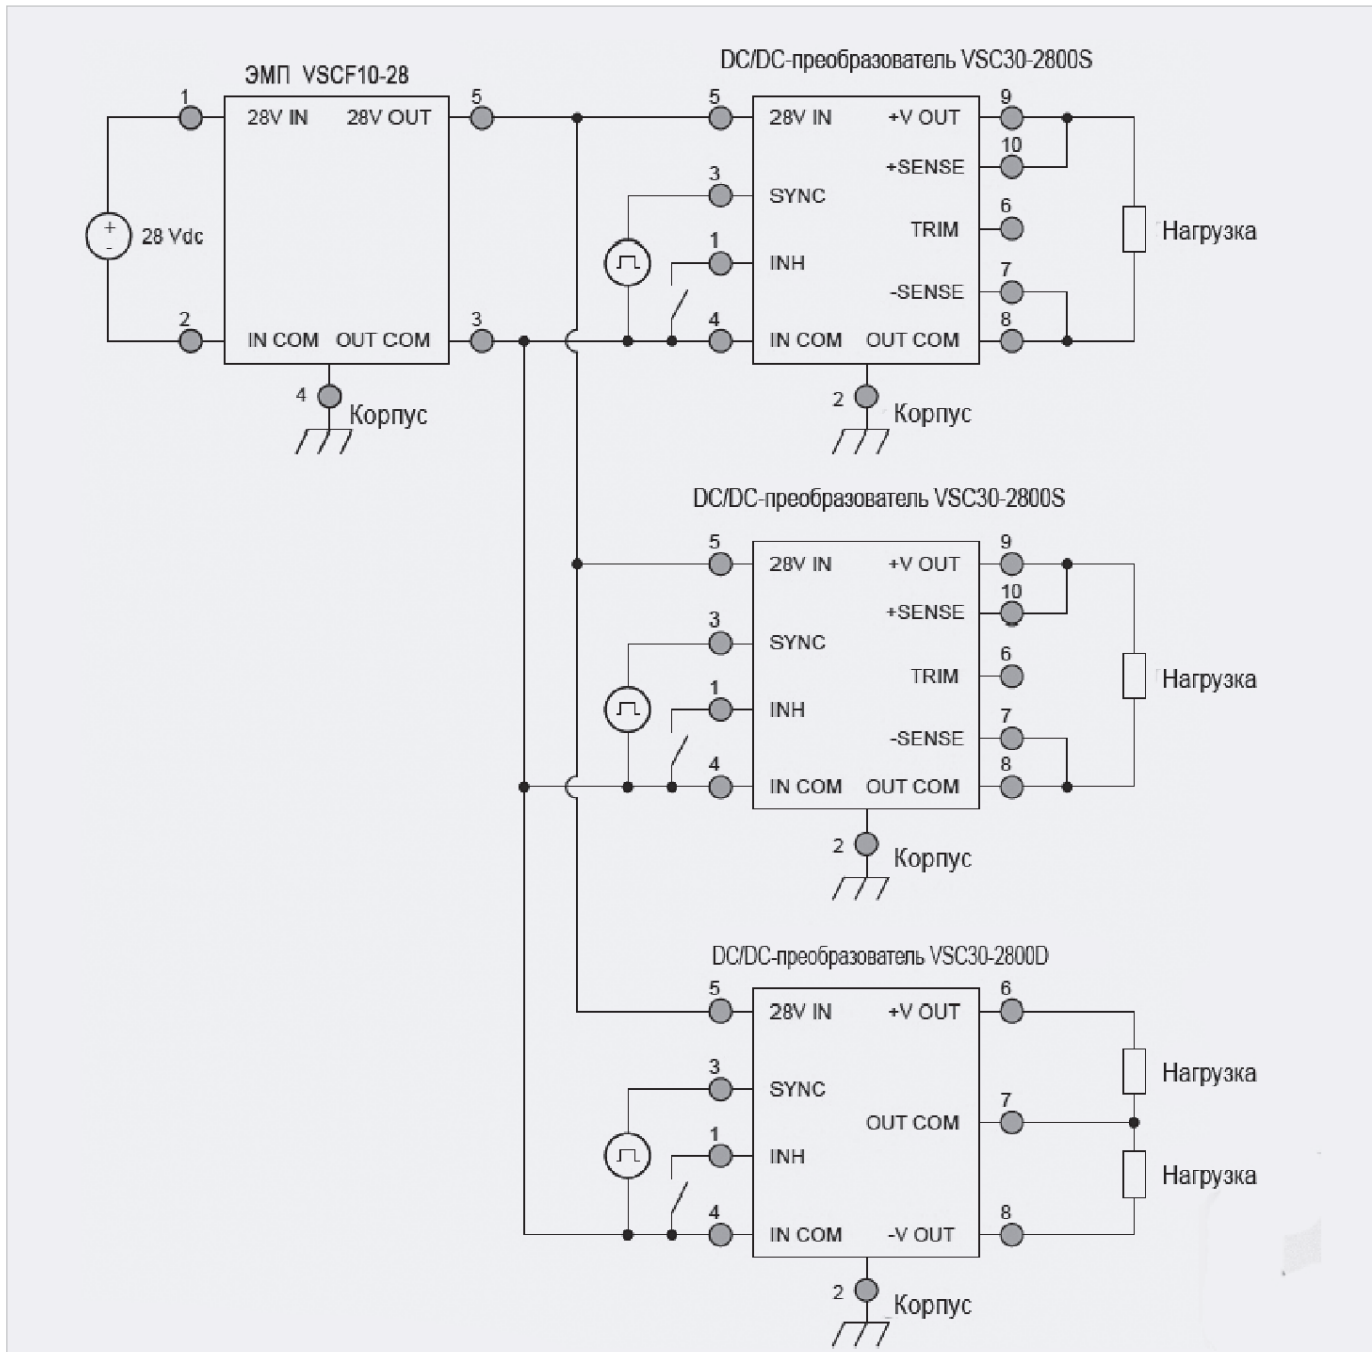 ЭМП VSCF10-28
1
28V IN
28V OUT
5
+
-
28 Vdc
2
IN COM
OUT COM
3
4
Корпус
DC/DC-преобразователь VSC30-2800S
5
28V IN
+V OUT
9
10
+SENSE
3
SYNC
6
TRIM
1
INH
7
-SENSE
4
IN COM
OUT COM
8
Нагрузка
2
Корпус
DC/DC-преобразователь VSC30-2800S
5
28V IN
+V OUT
9
10
+SENSE
3
SYNC
6
TRIM
1
INH
7
-SENSE
4
IN COM
OUT COM
8
Нагрузка
2
Корпус
DC/DC-преобразователь VSC30-2800D
5
28V IN
+V OUT
6
Нагрузка
3
SYNC
7
OUT COM
1
INH
Нагрузка
4
IN COM
-V OUT
8
2
Корпус